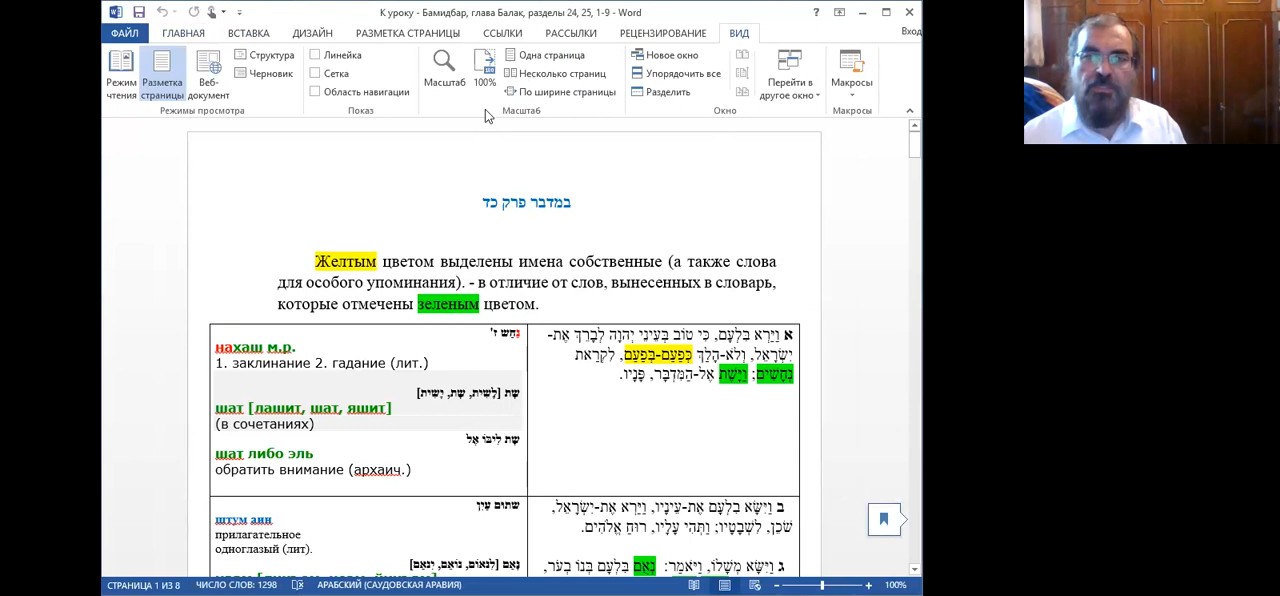 К уроку - Бамидбар, глава Балак, разделы 24, 25, 1-9 - Word
Вход
ФАЙЛ ГЛАВНАЯ ВСТАВКА ДИЗАЙН РАЗМЕТКА СТРАНИЦЫ ССЫЛКИ РАССЫЛКИ РЕЦЕНЗИРОВАНИЕ ВИД
Режим чтения
Разметка страницы
Веб-документ
Структура
Черновик
Режимы просмотра
Линейка
Сетка
Область навигации
Показ
Масштаб
100%
Одна страница
Несколько страниц
По ширине страницы
Масштаб
Новое окно
Упорядочить все
Разделить
Перейти в другое окно
Окно
Макросы
Макросы
במדבר פרק כד
Желтым цветом выделены имена собственные (а также слова
для особого упоминания). - в отличие от слов, вынесенных в словарь,
которые отмечены зеленым цветом.
א וַיַּרְא בִּלְעָם, כִּי טוֹב בְּעֵינֵי יְהוָה לְבָרֵךְ אֶת-
יִשְׂרָאֵל, וְלֹא-הָלַךְ כְּפַעַם-בְּפַעַם, לִקְרַאת
נְחָשִׁים; וַיָּשֶׁת אֶל-הַמִּדְבָּר, פָּנָיו.
נַחַשׁ ז'
нахаш м.р.
1. заклинание 2. гадание (лит.)
שָׁת [לָשִׁית, שָׁת, יָשִׁית]
шат [лашит, шат, яшит]
(в сочетаниях)
שָׁת לִיבּוֹ אֶל
шат либо эль
обратить внимание (архаич.)
ב וַיִּשָּׂא בִלְעָם אֶת-עֵינָיו, וַיַּרְא אֶת-יִשְׂרָאֵל,
שֹׁכֵן, לִשְׁבָטָיו; וַתְּהִי עָלָיו, רוּחַ אֱלֹהִים.
ג וַיִּשָּׂא מְשָׁלוֹ, וַיֹּאמַר: נְאֻם בִּלְעָם בְּנוֹ בְעֹר,
שתום עין
штум аин
прилагательное
одноглазый (лит).
נָאַם [לִנְאוֹם, נוֹאֵם, יִנְאַם]
СТРАНИЦА 1 ИЗ 8 ЧИСЛО СЛОВ: 1298 АРАБСКИЙ (САУДОВСКАЯ АРАВИЯ) 100%